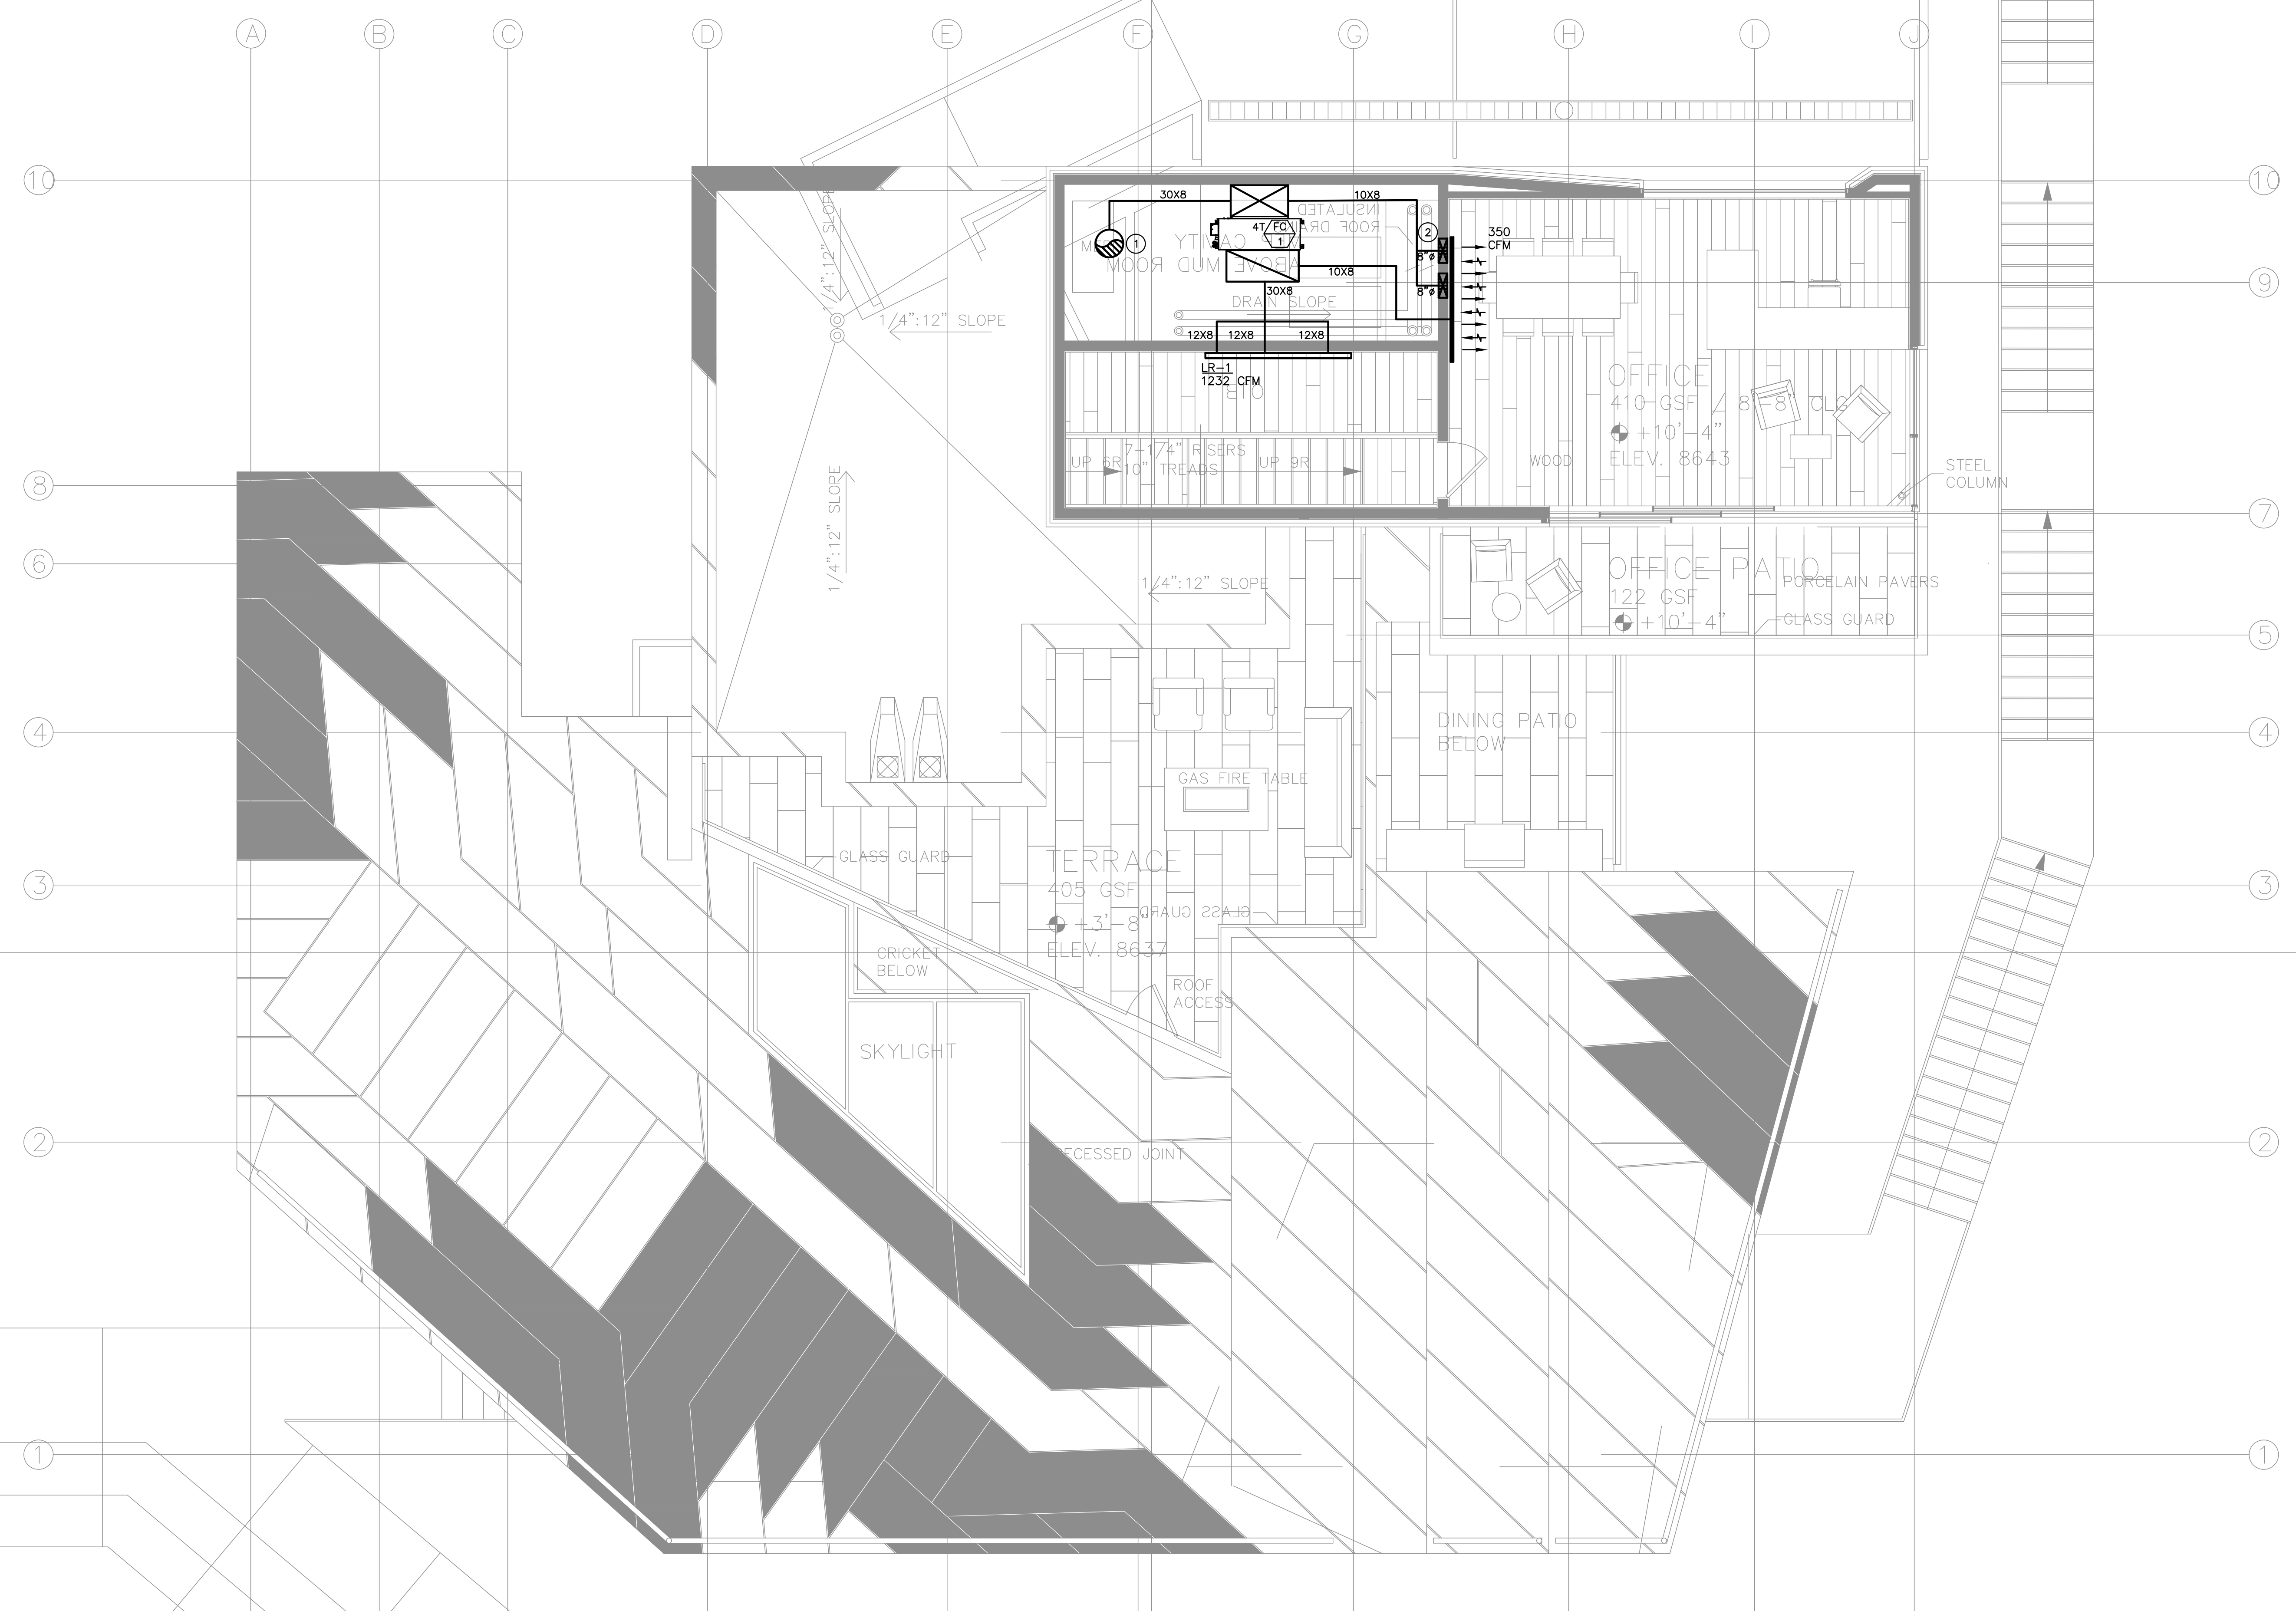 A
B
C
D
E
F
G
H
I
J
10
10
30X8
10X8
1/4":12" SLOPE
INSULATED
ROOF DRAIN
4T FC
1
1
2
350
CFM
CAVITY
ABOVE MUD ROOM
8"ø
10X8
9
30X8
8"ø
DRAIN SLOPE
1/4":12" SLOPE
12X8
12X8
12X8
LR-1
1232 CFM
OFFICE
410 GSF / 8'-8" CLG
+10'-4"
ELEV. 8643
7-1/4" RISERS
10" TREADS
UP 6R
UP 9R
WOOD
STEEL
COLUMN
8
7
1/4":12" SLOPE
6
1/4":12" SLOPE
OFFICE PATIO
122 GSF
+10'-4"
PORCELAIN PAVERS
GLASS GUARD
5
4
DINING PATIO
BELOW
4
GAS FIRE TABLE
GLASS GUARD
TERRACE
405 GSF
+3'-8"
ELEV. 8637
GLASS GUARD
3
3
CRICKET
BELOW
ROOF
ACCESS
SKYLIGHT
2
ECESSED JOINT
2
1
1